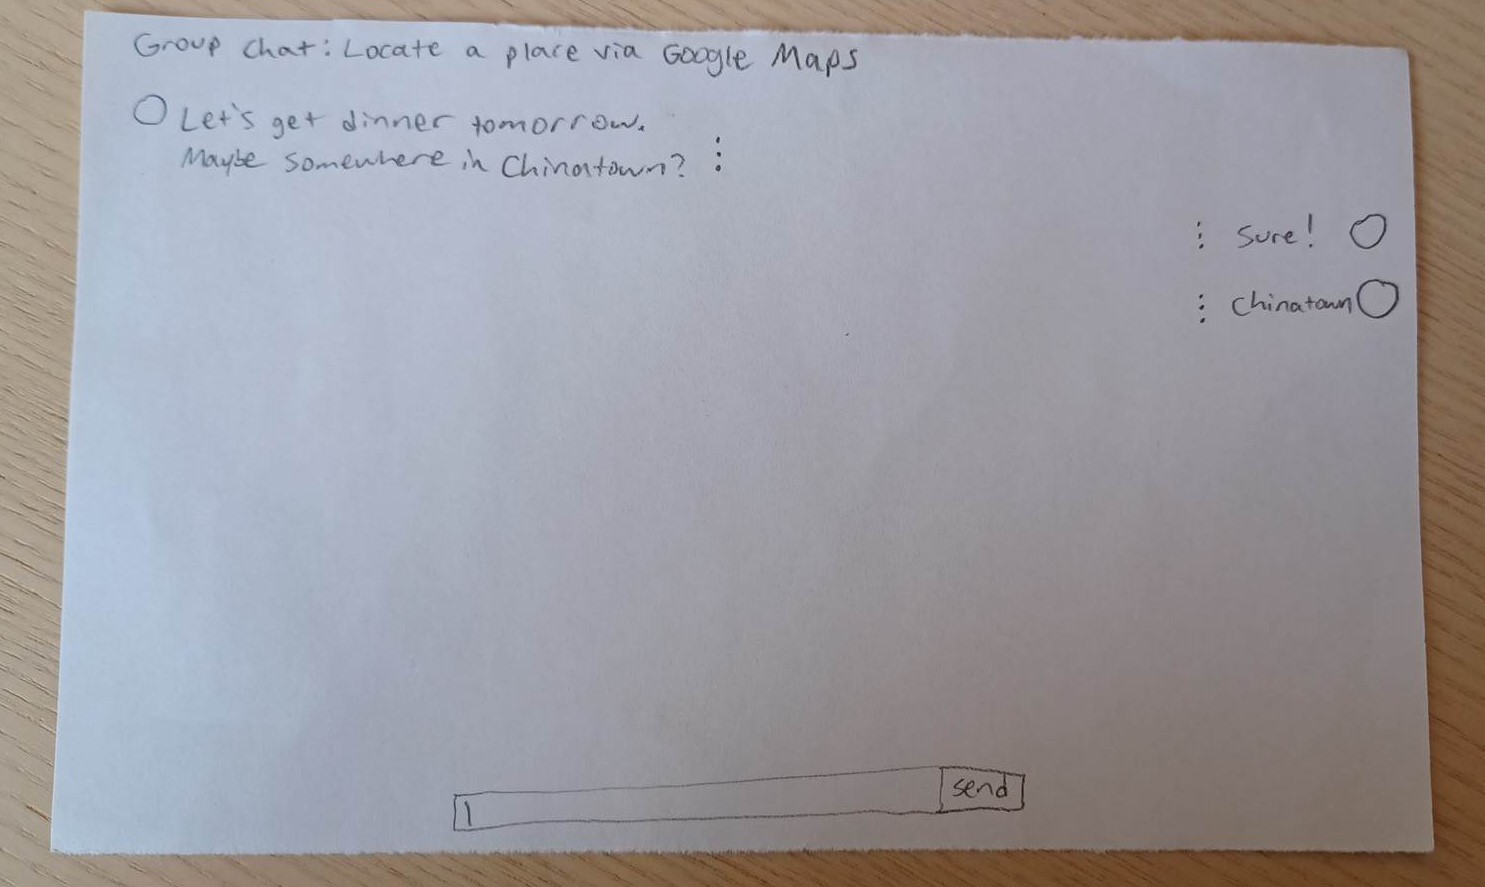 Group chat: Locate a place via Google Maps
Let's get dinner tomorrow.
Maybe somewhere in Chinatown?
Sure!
Chinatown
send